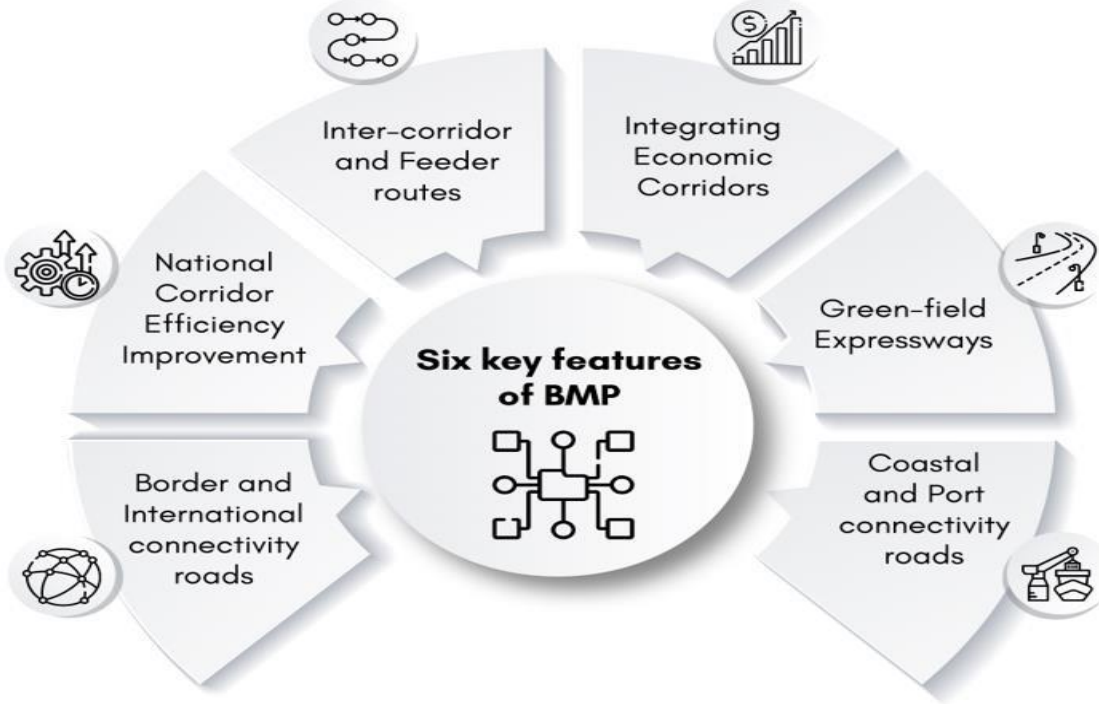 Six key features
of BMP
Border and
International
connectivity
roads
National
Corridor
Efficiency
Improvement
Inter-corridor
and Feeder
routes
Integrating
Economic
Corridors
Green-field
Expressways
Coastal
and Port
connectivity
roads
$